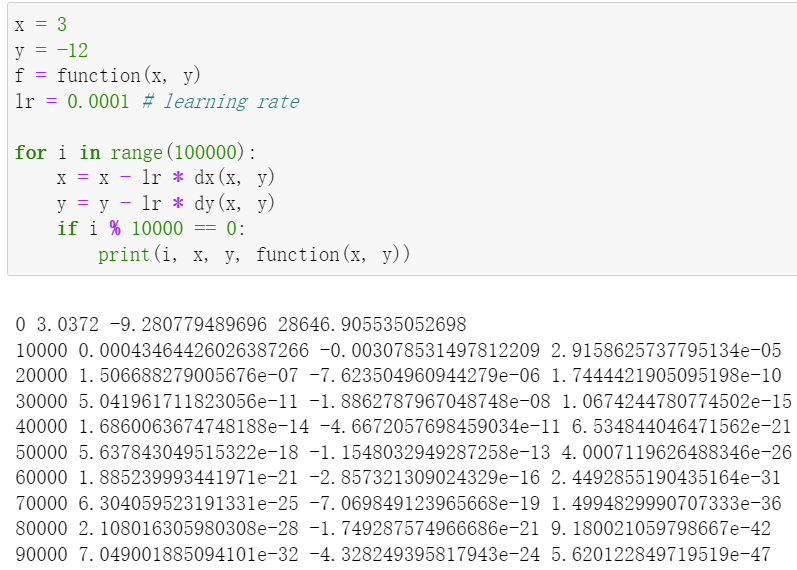 x = 3
y = -12
f = function(x, y)
lr = 0.0001 # learning rate
for i in range(100000):
x = x - lr * dx(x, y)
y = y - lr * dy(x, y)
if i % 10000 == 0:
print(i, x, y, function(x, y))
0 3.0372 -9.280779489696 28646.905535052698
10000 0.00043464426026387266 -0.003078531497812209 2.9158625737795134e-05
20000 1.506688279005676e-07 -7.623504960944279e-06 1.7444421905095198e-10
30000 5.041961711823056e-11 -1.8862787967048748e-08 1.0674244780774502e-15
40000 1.6860063674748188e-14 -4.6672057698459034e-11 6.534844046471562e-21
50000 5.637843049515322e-18 -1.1548032949287258e-13 4.0007119626488346e-26
60000 1.885239993441971e-21 -2.857321309024329e-16 2.4492855190435164e-31
70000 6.304059523191331e-25 -7.069849123965668e-19 1.4994829990707333e-36
80000 2.108016305980308e-28 -1.749287574966686e-21 9.180021059798667e-42
90000 7.049001885094101e-32 -4.328249395817943e-24 5.620122849719519e-47